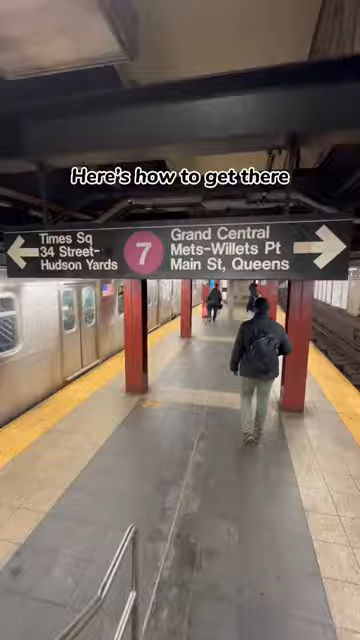 Here's how to get there
Times Sq
34 Street-
Hudson Yards
7
Grand Central
Mets-Willets Pt
Main St, Queens